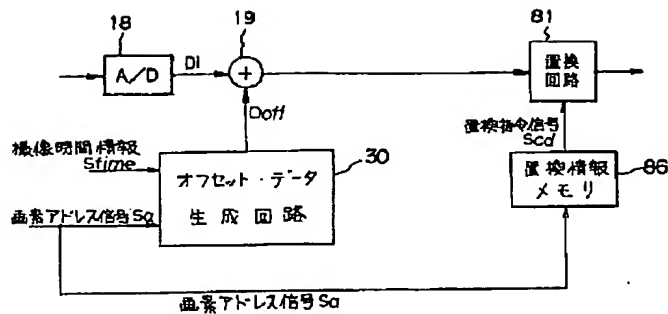 18
19
81
A/D
Di
+
置換
回路
Doff
置換指令信号
Scd
撮像時間情報
Stime
30
86
オフセット・データ
生成回路
置換情報
メモリ
画素アドレス信号Sa
画素アドレス信号Sa